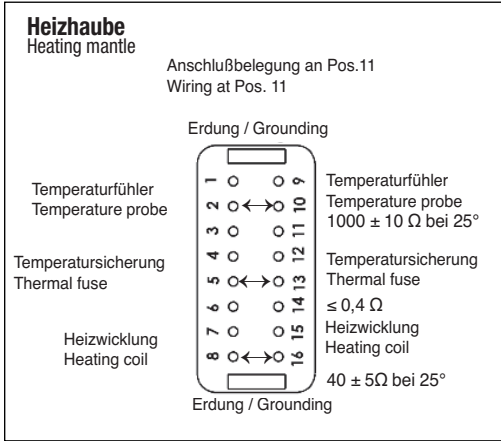 Heizhaube
Heating mantle
Anschlußbelegung an Pos.11
Wiring at Pos. 11
Erdung / Grounding
1 9
Temperaturfühler
Temperature probe
2 10
Temperaturfühler
Temperature probe
1000 ± 10 Ω bei 25°
3 11
4 12
Temperatursicherung
Thermal fuse
5 13
Temperatursicherung
Thermal fuse
≤ 0,4 Ω
6 14
7 15
Heizwicklung
Heating coil
8 16
Heizwicklung
Heating coil
40 ± 5Ω bei 25°
Erdung / Grounding